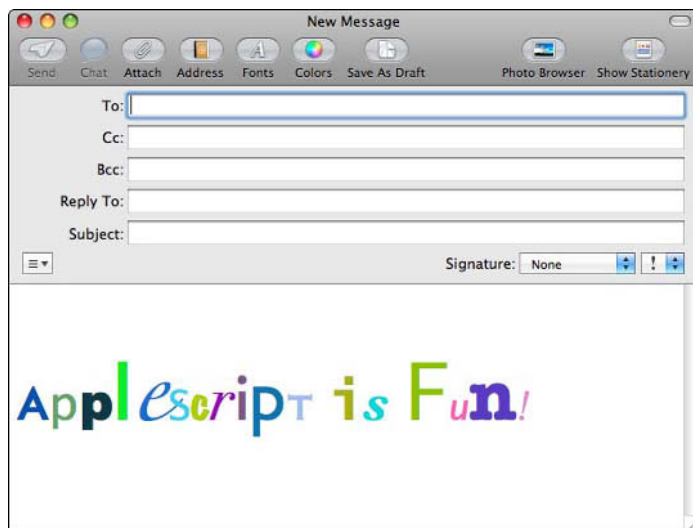 New Message
Send Chat Attach Address Fonts Colors Save As Draft Photo Browser Show Stationery
To:
Cc:
Bcc:
Reply To:
Subject:
Signature: None !
Applescript is Fun!